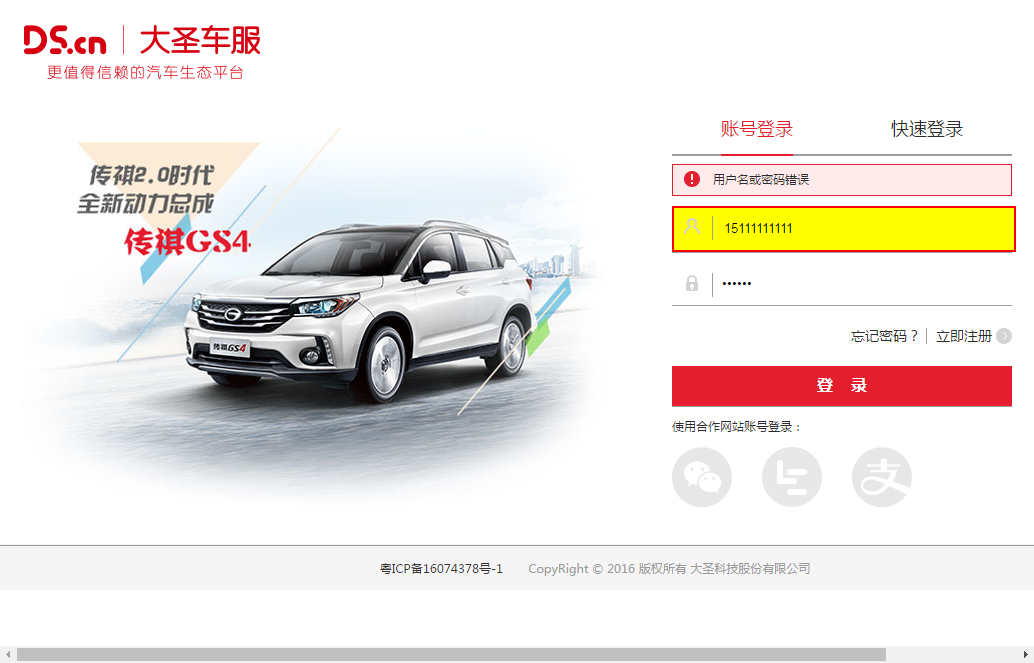 DS.cn 大圣车服
更值得信赖的汽车生态平台
账号登录 快速登录
用户名或密码错误
传祺2.0时代
全新动力总成
传祺GS4
15111111111
••••••
传祺GS4
忘记密码？ 立即注册
登 录
使用合作网站账号登录：
支
粤ICP备16074378号-1 CopyRight © 2016 版权所有 大圣科技股份有限公司